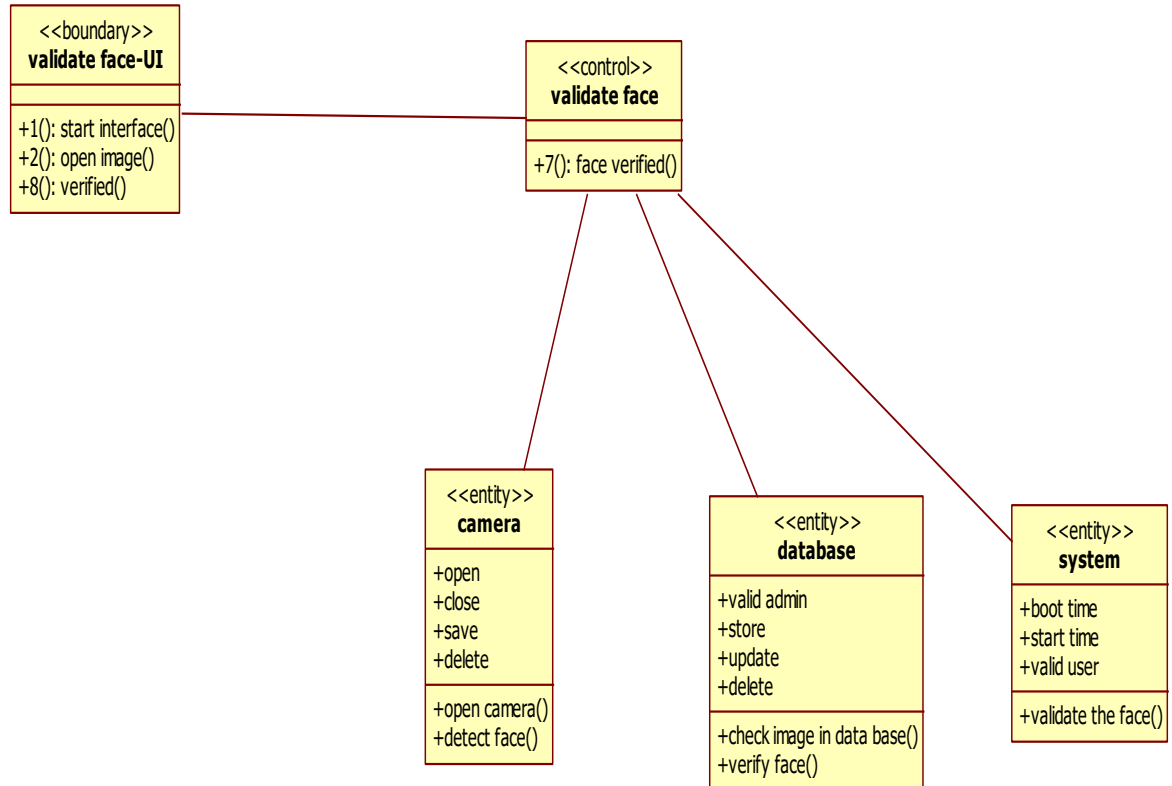 <<boundary>>
validate face-UI
+1(): start interface()
+2(): open image()
+8(): verified()
<<control>>
validate face
+7(): face verified()
<<entity>>
camera
+open
+close
+save
+delete
+open camera()
+detect face()
<<entity>>
database
+valid admin
+store
+update
+delete
+check image in data base()
+verify face()
<<entity>>
system
+boot time
+start time
+valid user
+validate the face()